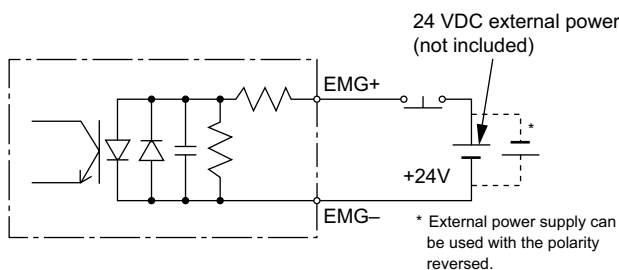 24 VDC external power
(not included)
EMG+
*
+24V
EMG–
* External power supply can
be used with the polarity
reversed.